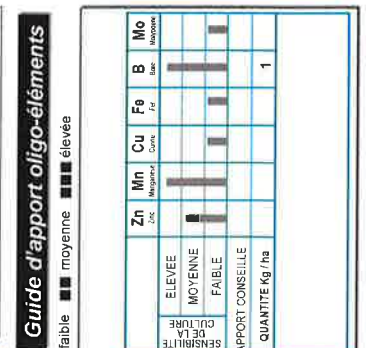 Guide d'apport oligo-éléments
faible moyenne élevée
Zn Mn Cu Fe B Mo
Zinc Manganèse Cuivre Fer Bore Molybdène
SENSIBILITE DE LA CULTURE
ELEVEE
MOYENNE
FAIBLE
APPORT CONSEILLE
QUANTITE Kg / ha 1